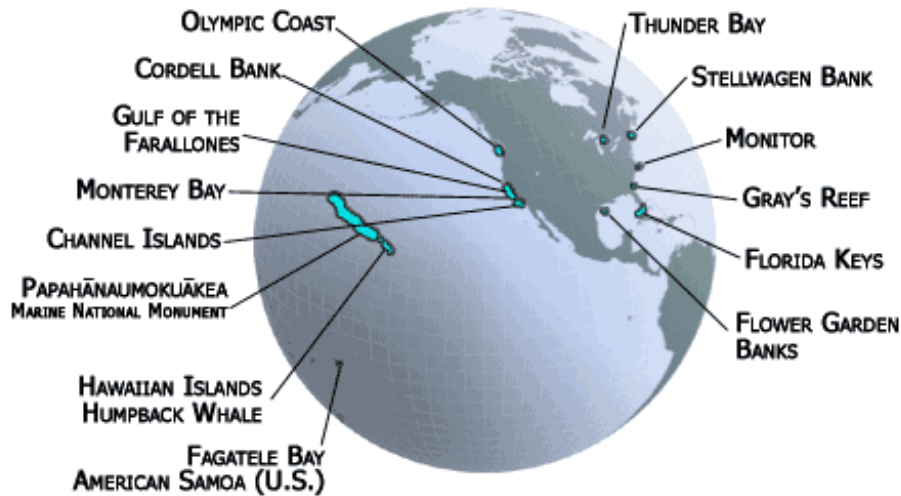 Olympic Coast
Cordell Bank
Gulf of the
Farallones
Monterey Bay
Channel Islands
Papahānaumokuākea
Marine National Monument
Hawaiian Islands
Humpback Whale
Fagatele Bay
American Samoa (U.S.)
Thunder Bay
Stellwagen Bank
Monitor
Gray's Reef
Florida Keys
Flower Garden
Banks